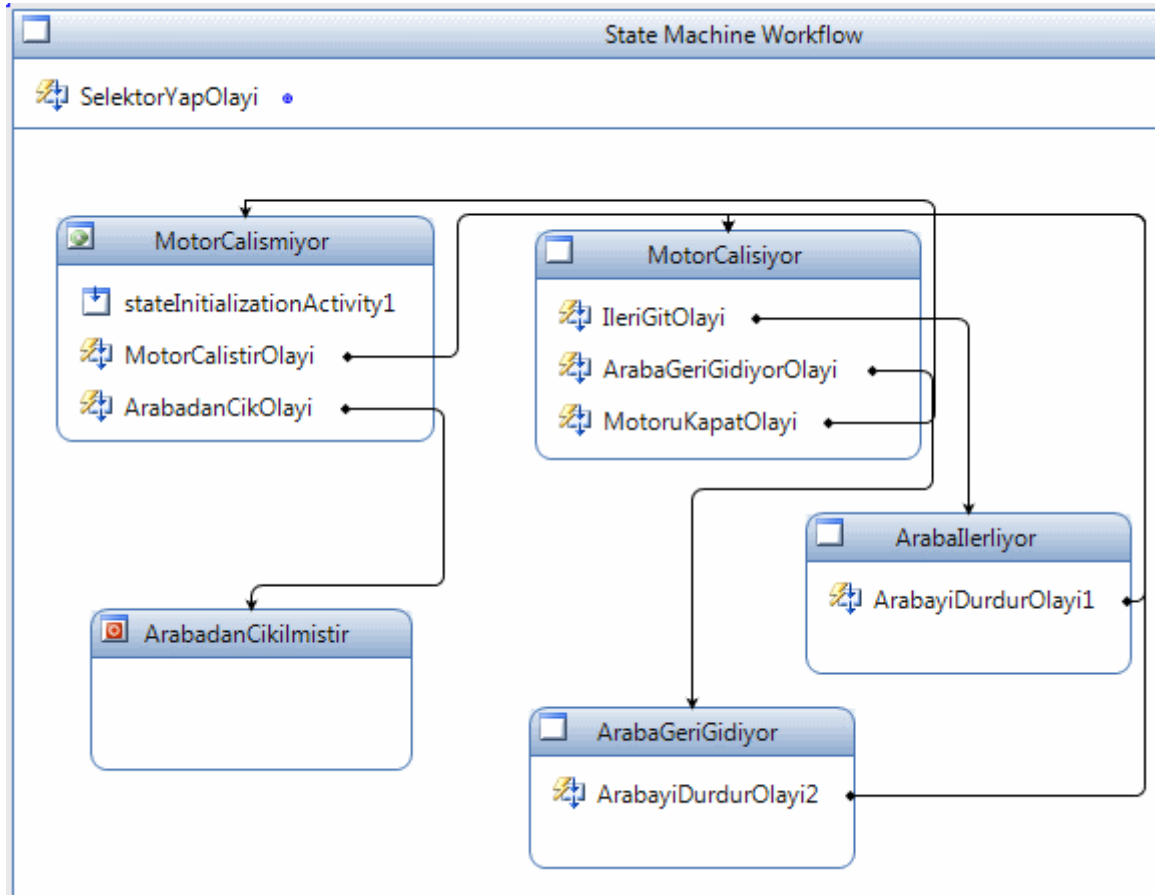 State Machine Workflow
SelektorYapOlayi
MotorCalismiyor
stateInitializationActivity1
MotorCalistirOlayi
ArabadanCikOlayi
MotorCalisiyor
IleriGitOlayi
ArabaGeriGidiyorOlayi
MotoruKapatOlayi
ArabaIlerliyor
ArabayiDurdurOlayi1
ArabadanCikilmistir
ArabaGeriGidiyor
ArabayiDurdurOlayi2